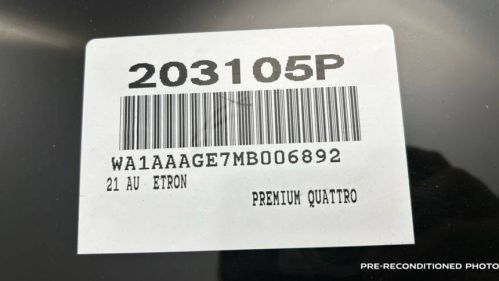 203105P
WA1AAAGE7MB006892
21 AU ETRON
PREMIUM QUATTRO
PRE-RECONDITIONED PHOTO